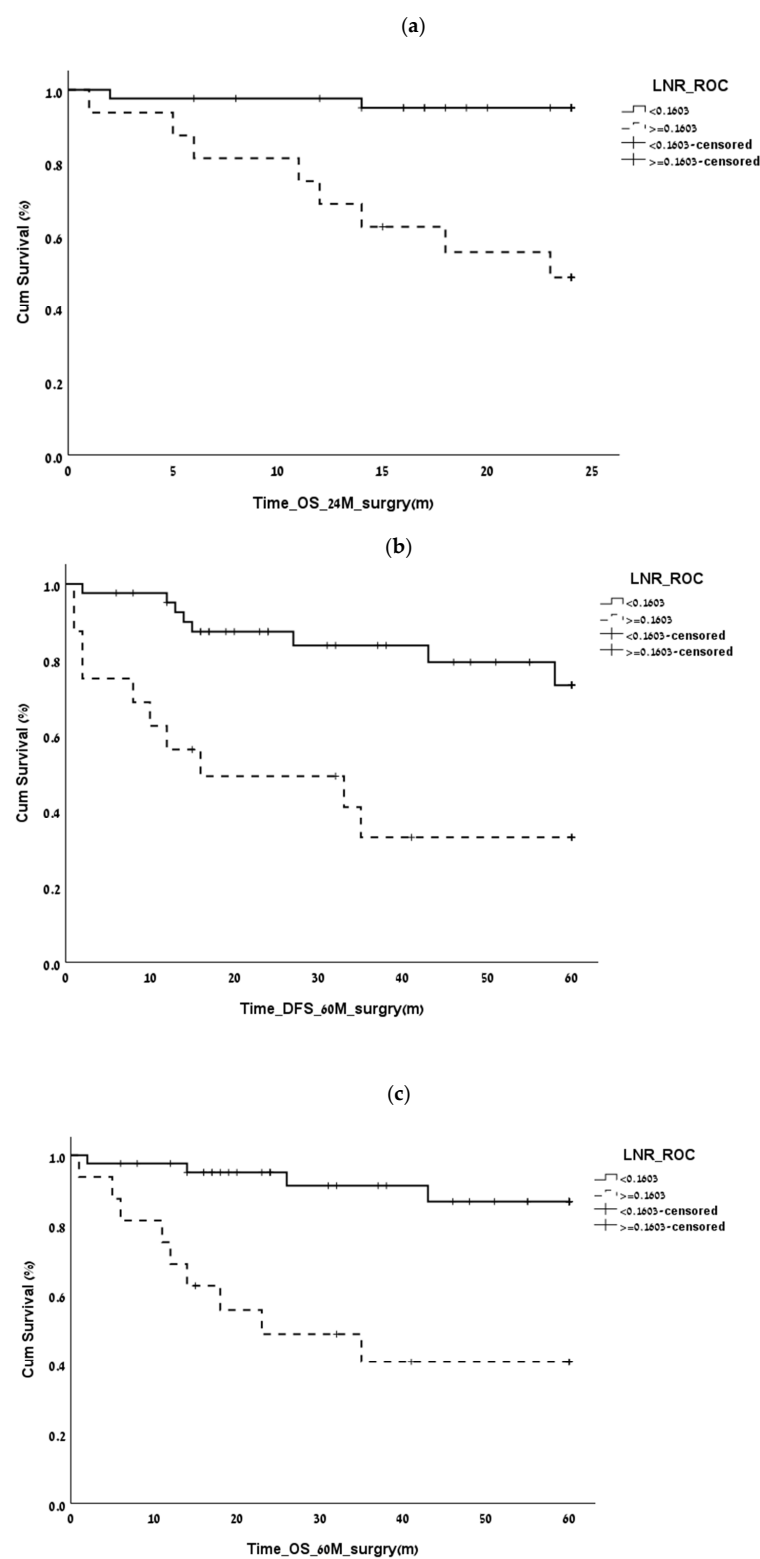 (a)
LNR_ROC
<0.1603
>=0.1603
<0.1603-censored
>=0.1603-censored
Cum Survival (%)
1.0
0.8
0.6
0.4
0.2
0.0
0 5 10 15 20 25
Time_OS_24M_surgry(m)
(b)
LNR_ROC
<0.1603
>=0.1603
<0.1603-censored
>=0.1603-censored
Cum Survival (%)
1.0
0.8
0.6
0.4
0.2
0.0
0 10 20 30 40 50 60
Time_DFS_60M_surgry(m)
(c)
LNR_ROC
<0.1603
>=0.1603
<0.1603-censored
>=0.1603-censored
Cum Survival (%)
1.0
0.8
0.6
0.4
0.2
0.0
0 10 20 30 40 50 60
Time_OS_60M_surgry(m)